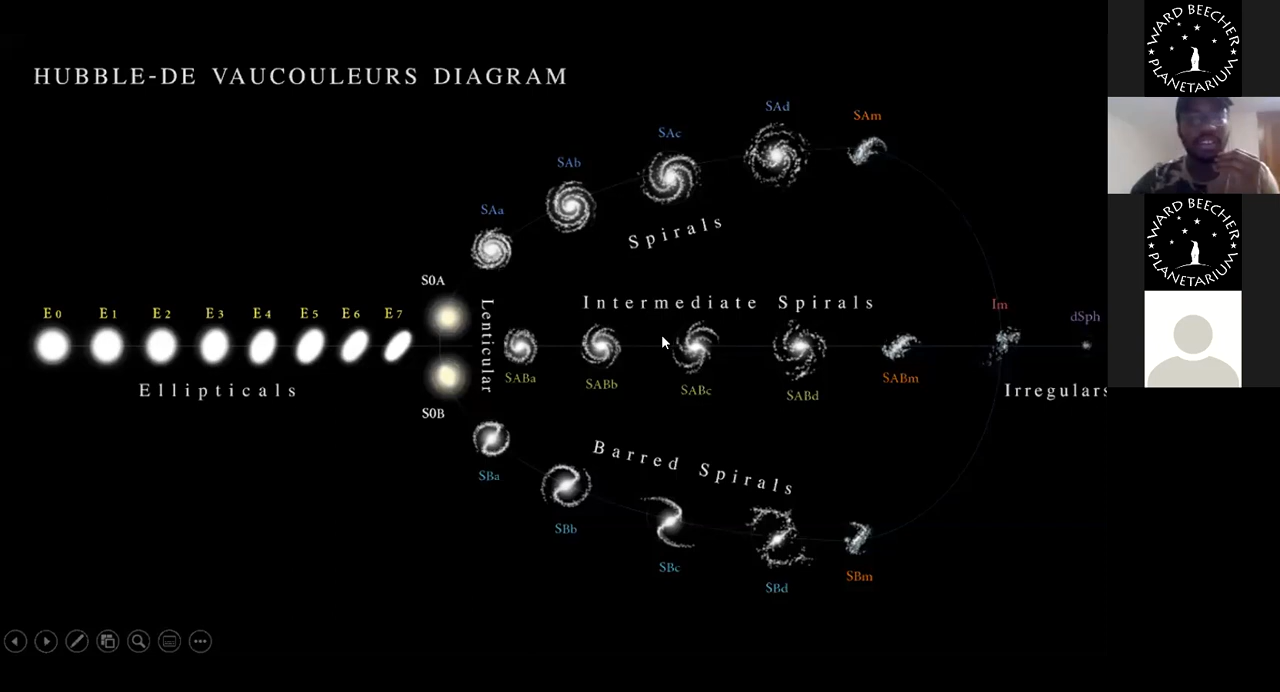 HUBBLE-DE VAUCOULEURS DIAGRAM
SAa
SAb
SAc
SAd
SAm
Spirals
E0 E1 E2 E3 E4 E5 E6 E7
Ellipticals
S0A
S0B
Lenticular
Intermediate Spirals
SABa
SABb
SABc
SABd
SABm
Im
dSph
Irregulars
Barred Spirals
SBa
SBb
SBc
SBd
SBm
WARD BEECHER
PLANETARIUM
WARD BEECHER
PLANETARIUM